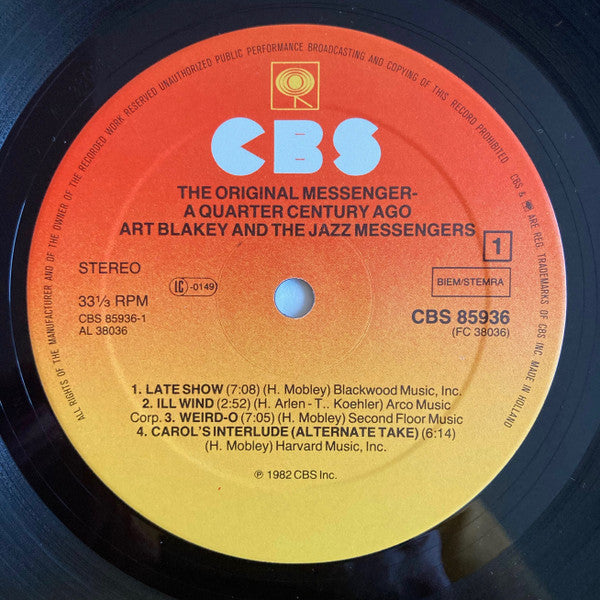 ALL RIGHTS OF THE MANUFACTURER AND OF THE OWNER OF THE RECORDED WORK RESERVED UNAUTHORIZED PUBLIC PERFORMANCE BROADCASTING AND COPYING OF THIS RECORD PROHIBITED
CBS & ARE REG. TRADEMARKS OF CBS INC. MADE IN HOLLAND
CBS
THE ORIGINAL MESSENGER-
A QUARTER CENTURY AGO
ART BLAKEY AND THE JAZZ MESSENGERS
1
STEREO
LC -0149
BIEM/STEMRA
33⅓ RPM
CBS 85936
CBS 85936-1
(FC 38036)
AL 38036
1. LATE SHOW (7:08) (H. Mobley) Blackwood Music, Inc.
2. ILL WIND (2:52) (H. Arlen - T.. Koehler) Arco Music
Corp. 3. WEIRD-O (7:05) (H. Mobley) Second Floor Music
4. CAROL'S INTERLUDE (ALTERNATE TAKE) (6:14)
(H. Mobley) Harvard Music, Inc.
℗ 1982 CBS Inc.